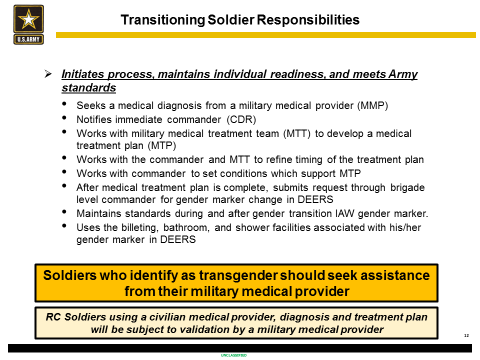 Transitioning Soldier Responsibilities
U.S. ARMY
➢ Initiates process, maintains individual readiness, and meets Army
standards
• Seeks a medical diagnosis from a military medical provider (MMP)
• Notifies immediate commander (CDR)
• Works with military medical treatment team (MTT) to develop a medical
treatment plan (MTP)
• Works with the commander and MTT to refine timing of the treatment plan
• Works with commander to set conditions which support MTP
• After medical treatment plan is complete, submits request through brigade
level commander for gender marker change in DEERS
• Maintains standards during and after gender transition IAW gender marker.
• Uses the billeting, bathroom, and shower facilities associated with his/her
gender marker in DEERS
Soldiers who identify as transgender should seek assistance
from their military medical provider
RC Soldiers using a civilian medical provider, diagnosis and treatment plan
will be subject to validation by a military medical provider
12
UNCLASSIFIED